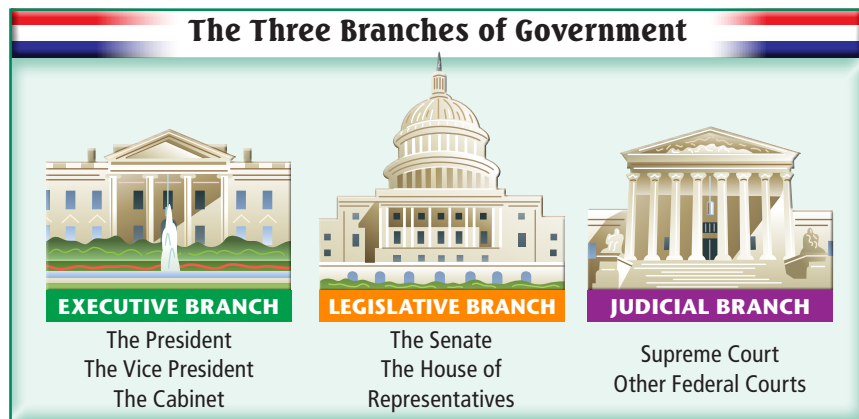 The Three Branches of Government
EXECUTIVE BRANCH
The President
The Vice President
The Cabinet
LEGISLATIVE BRANCH
The Senate
The House of
Representatives
JUDICIAL BRANCH
Supreme Court
Other Federal Courts